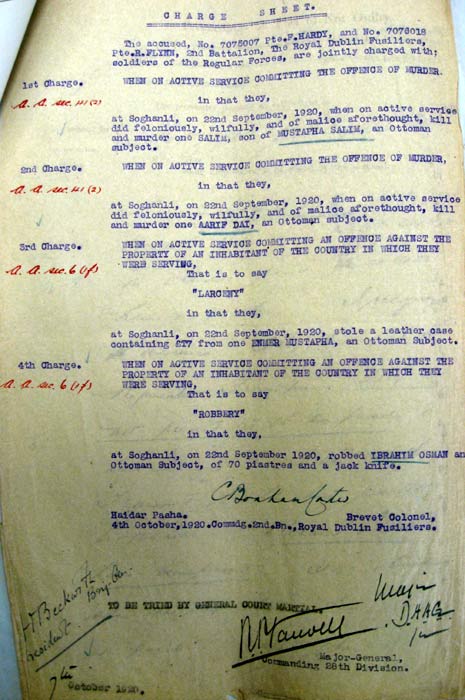 CHARGE SHEET.
The accused, No. 7075007 Pte.F.HARDY, and No. 7076018
Pte.R.FLYNN, 2nd Battalion, The Royal Dublin Fusiliers,
soldiers of the Regular Forces, are jointly charged with;
1st Charge. WHEN ON ACTIVE SERVICE COMMITTING THE OFFENCE OF MURDER.
A. A. sec. 41 (2)
in that they,
at Soghanli, on 22nd September, 1920, when on active service
did feloniously, wilfully, and of malice aforethought, kill
and murder one SALIM, son of MUSTAPHA SALIM, an Ottoman
subject.
2nd Charge. WHEN ON ACTIVE SERVICE COMMITTING THE OFFENCE OF MURDER,
A. A. sec. 41 (2)
in that they,
at Soghanli, on 22nd September, 1920, when on active service
did feloniously, wilfully, and of malice aforethought, kill
and murder one AARIF DAI, an Ottoman subject.
3rd Charge. WHEN ON ACTIVE SERVICE COMMITTING AN OFFENCE AGAINST THE
PROPERTY OF AN INHABITANT OF THE COUNTRY IN WHICH THEY
A. A. sec. 6 (1f) WERE SERVING,
That is to say
"LARCENY"
in that they,
at Soghanli, on 22nd September, 1920, stole a leather case
containing £T7 from one ENMER MUSTAPHA, an Ottoman Subject.
4th Charge. WHEN ON ACTIVE SERVICE COMMITTING AN OFFENCE AGAINST THE
PROPERTY OF AN INHABITANT OF THE COUNTRY IN WHICH THEY
A. A. sec. 6 (1f) WERE SERVING,
That is to say
"ROBBERY"
in that they,
at Soghanli, on 22nd September 1920, robbed IBRAHIM OSMAN an
Ottoman Subject, of 70 piastres and a jack knife.
C Bonham Carter
Haidar Pasha. Brevet Colonel,
4th October,1920.Commdg.2nd.Bn.,Royal Dublin Fusiliers.
Beckwith
Brig. Gen.
President
TO BE TRIED BY GENERAL COURT MARTIAL.
Major
DAAG
Major-General,
Commanding 28th Division.
7th
October 1920.